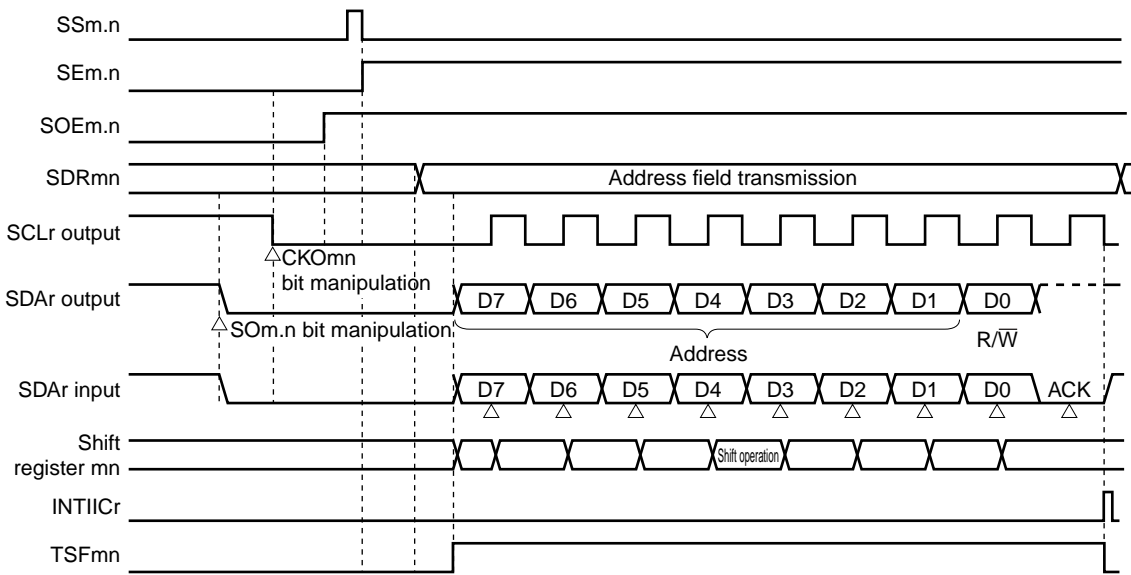 SSm.n
SEm.n
SOEm.n
SDRmn
Address field transmission
SCLr output
CKOmn
bit manipulation
SDAr output
D7 D6 D5 D4 D3 D2 D1 D0
SOm.n bit manipulation
Address
R/W̅
SDAr input
D7 D6 D5 D4 D3 D2 D1 D0 ACK
Shift
register mn
Shift operation
INTIICr
TSFmn